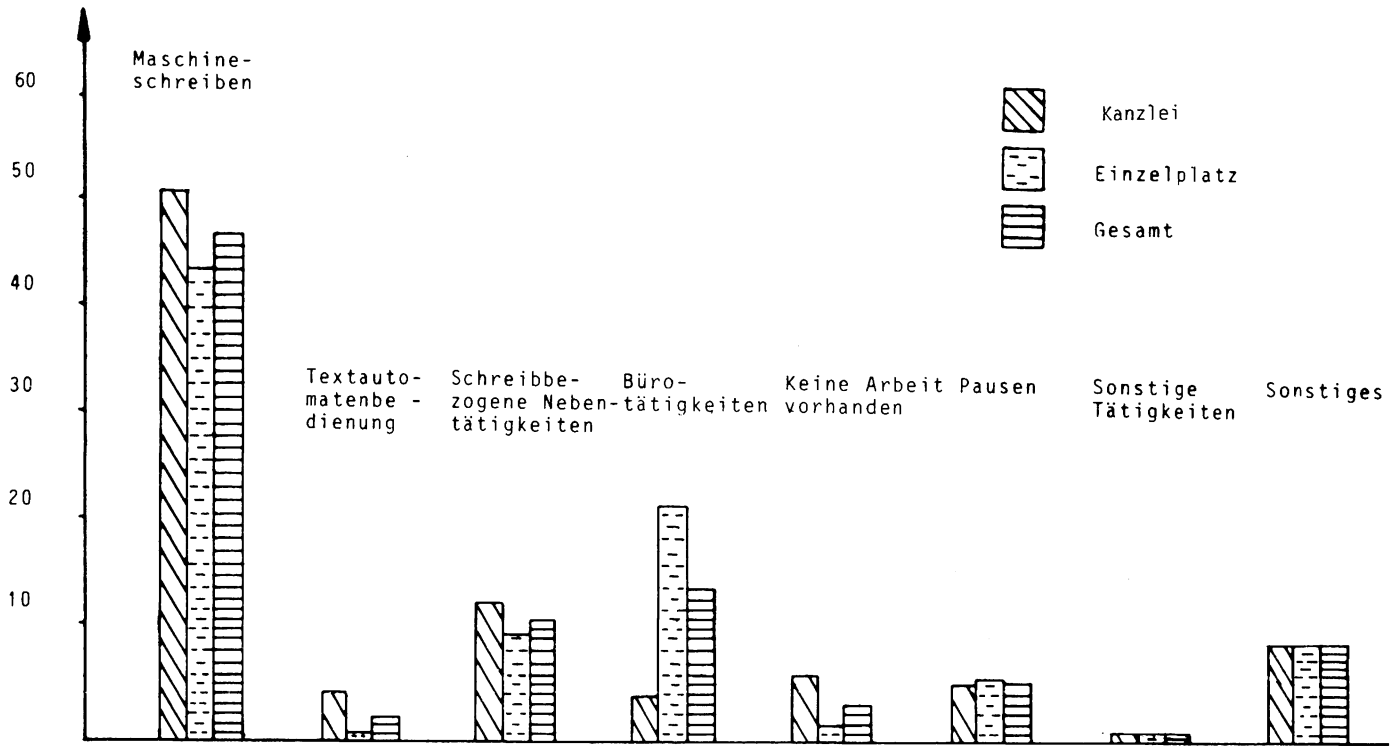 Maschine-
schreiben
60
50
40
30
20
10
Kanzlei
Einzelplatz
Gesamt
Textauto-
matenbe -
dienung
Schreibbe-
zogene Neben-
tätigkeiten
Büro-
tätigkeiten
Keine Arbeit
vorhanden
Pausen
Sonstige
Tätigkeiten
Sonstiges